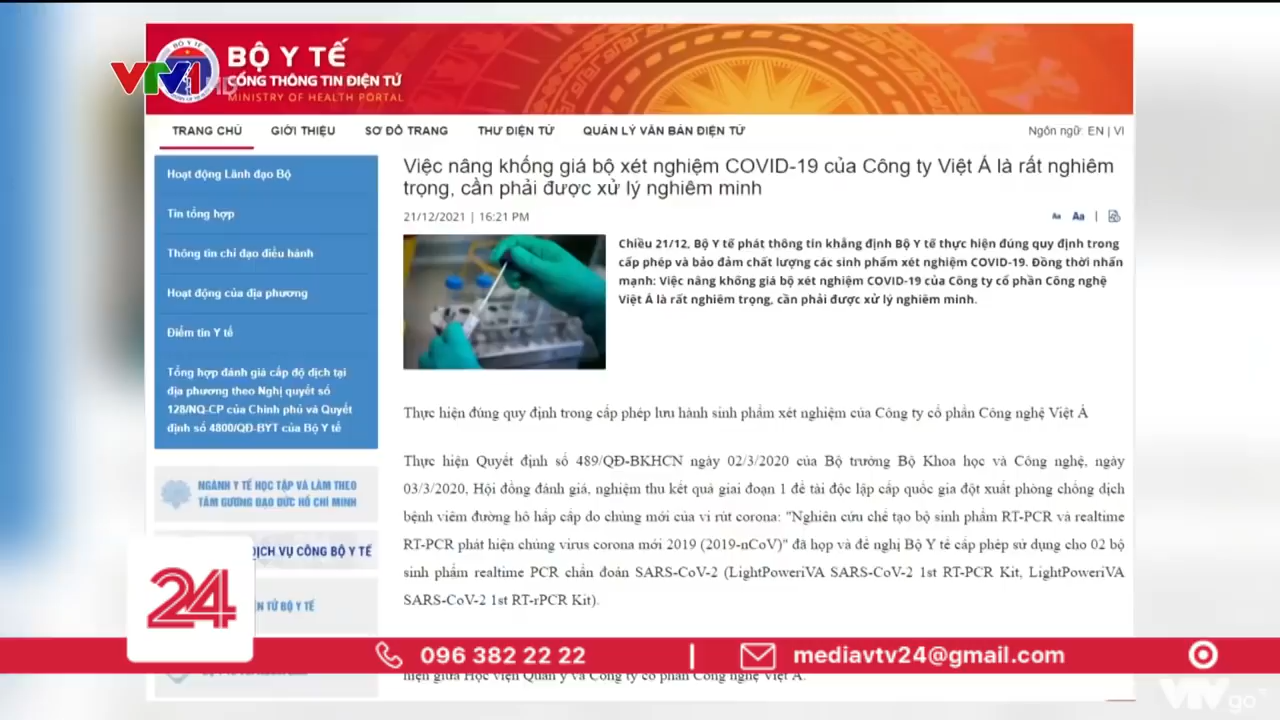 BỘ Y TẾ
VTV1 HD
CỔNG THÔNG TIN ĐIỆN TỬ
MINISTRY OF HEALTH PORTAL
TRANG CHỦ GIỚI THIỆU SƠ ĐỒ TRANG THƯ ĐIỆN TỬ QUẢN LÝ VĂN BẢN ĐIỆN TỬ Ngôn ngữ: EN | VI
Hoạt động Lãnh đạo Bộ
Tin tổng hợp
Thông tin chỉ đạo điều hành
Hoạt động của địa phương
Điểm tin Y tế
Tổng hợp đánh giá cấp độ dịch tại
địa phương theo Nghị quyết số
128/NQ-CP của Chính phủ và Quyết
định số 4800/QĐ-BYT của Bộ Y tế
NGÀNH Y TẾ HỌC TẬP VÀ LÀM THEO
TẤM GƯƠNG ĐẠO ĐỨC HỒ CHÍ MINH
DỊCH VỤ CÔNG BỘ Y TẾ
TỬ BỘ Y TẾ
Việc nâng khống giá bộ xét nghiệm COVID-19 của Công ty Việt Á là rất nghiêm
trọng, cần phải được xử lý nghiêm minh
21/12/2021 | 16:21 PM
Aa Aa |
Chiều 21/12, Bộ Y tế phát thông tin khẳng định Bộ Y tế thực hiện đúng quy định trong
cấp phép và bảo đảm chất lượng các sinh phẩm xét nghiệm COVID-19. Đồng thời nhấn
mạnh: Việc nâng khống giá bộ xét nghiệm COVID-19 của Công ty cổ phần Công nghệ
Việt Á là rất nghiêm trọng, cần phải được xử lý nghiêm minh.
Thực hiện đúng quy định trong cấp phép lưu hành sinh phẩm xét nghiệm của Công ty cổ phần Công nghệ Việt Á
Thực hiện Quyết định số 489/QĐ-BKHCN ngày 02/3/2020 của Bộ trưởng Bộ Khoa học và Công nghệ, ngày
03/3/2020, Hội đồng đánh giá, nghiệm thu kết quả giai đoạn 1 đề tài độc lập cấp quốc gia đột xuất phòng chống dịch
bệnh viêm đường hô hấp cấp do chủng mới của vi rút corona: "Nghiên cứu chế tạo bộ sinh phẩm RT-PCR và realtime
RT-PCR phát hiện chủng virus corona mới 2019 (2019-nCoV)" đã họp và đề nghị Bộ Y tế cấp phép sử dụng cho 02 bộ
sinh phẩm realtime PCR chẩn đoán SARS-CoV-2 (LightPoweriVA SARS-CoV-2 1st RT-PCR Kit, LightPoweriVA
SARS-CoV-2 1st RT-rPCR Kit).
hiện giữa Học viện Quân y và Công ty cổ phần Công nghệ Việt Á.
24
096 382 22 22 | mediavtv24@gmail.com
VTVgo